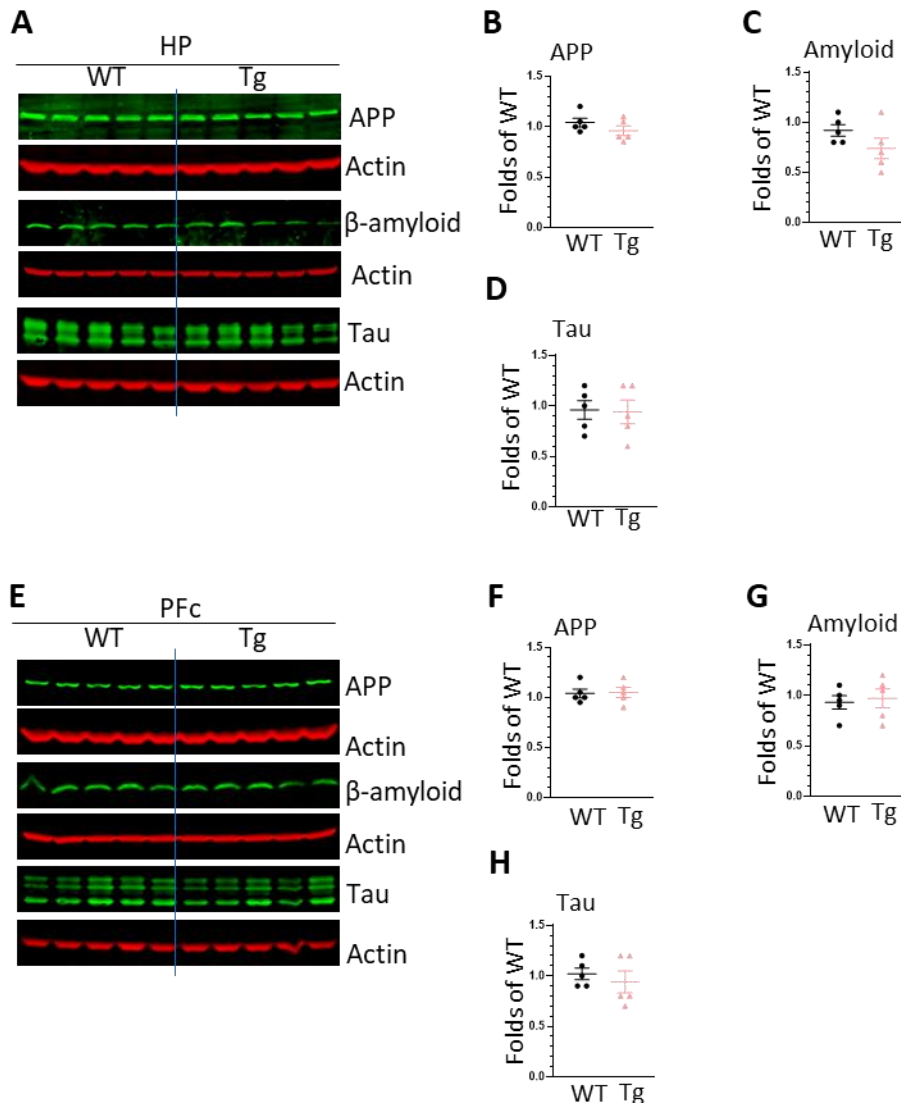 A
HP
WT Tg
APP
Actin
β-amyloid
Actin
Tau
Actin
B
APP
Folds of WT
1.5
1.0
0.5
0.0
WT Tg
C
Amyloid
Folds of WT
1.5
1.0
0.5
0.0
WT Tg
D
Tau
Folds of WT
1.5
1.0
0.5
0.0
WT Tg
E
PFc
WT Tg
APP
Actin
β-amyloid
Actin
Tau
Actin
F
APP
Folds of WT
1.5
1.0
0.5
0.0
WT Tg
G
Amyloid
Folds of WT
1.5
1.0
0.5
0.0
WT Tg
H
Tau
Folds of WT
1.5
1.0
0.5
0.0
WT Tg